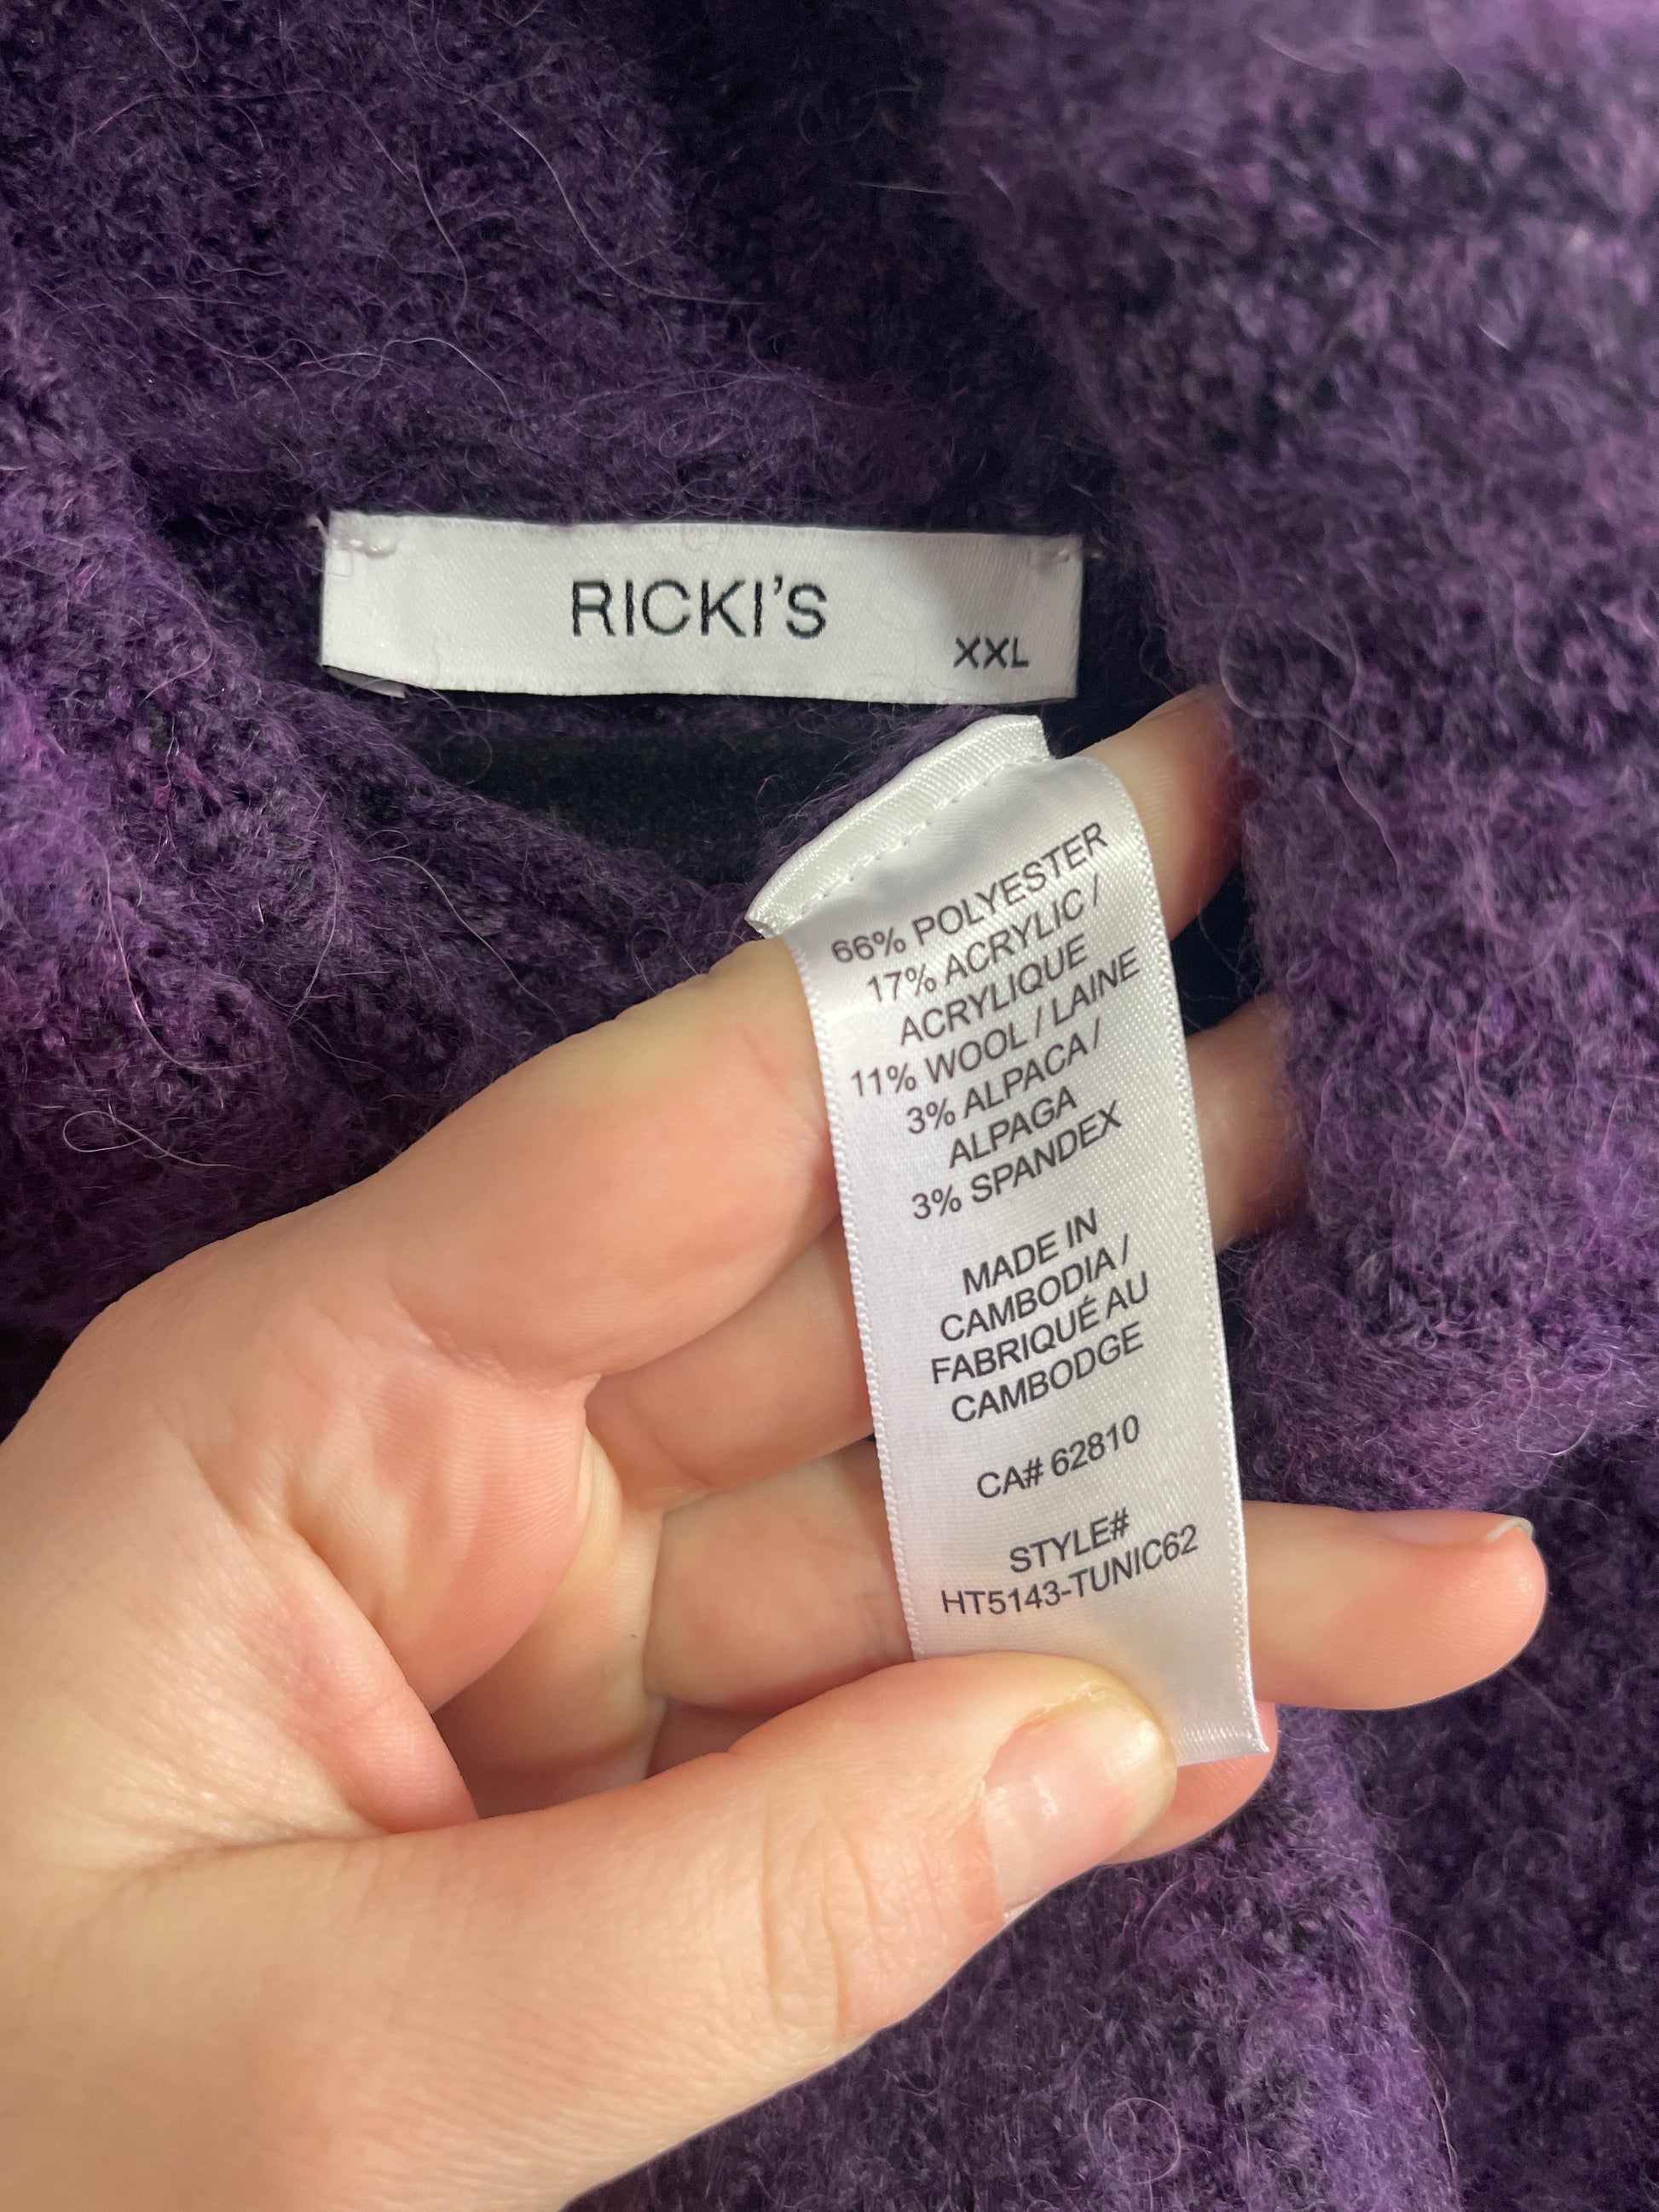 RICKI'S
XXL
66% POLYESTER
17% ACRYLIC /
ACRYLIQUE
11% WOOL / LAINE
3% ALPACA /
ALPAGA
3% SPANDEX
MADE IN
CAMBODIA /
FABRIQUÉ AU
CAMBODGE
CA# 62810
STYLE#
HT5143-TUNIC62